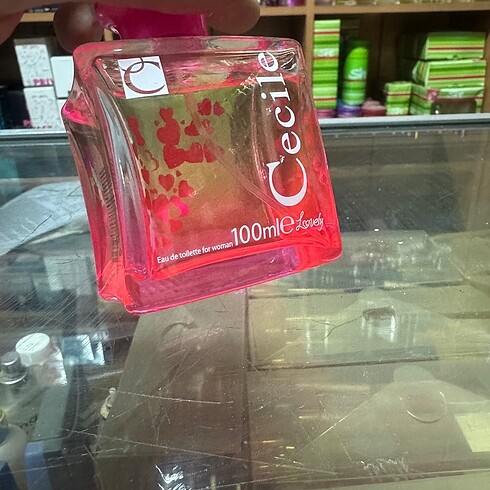 Cecile
100ml e Lovely
Eau de toilette for woman